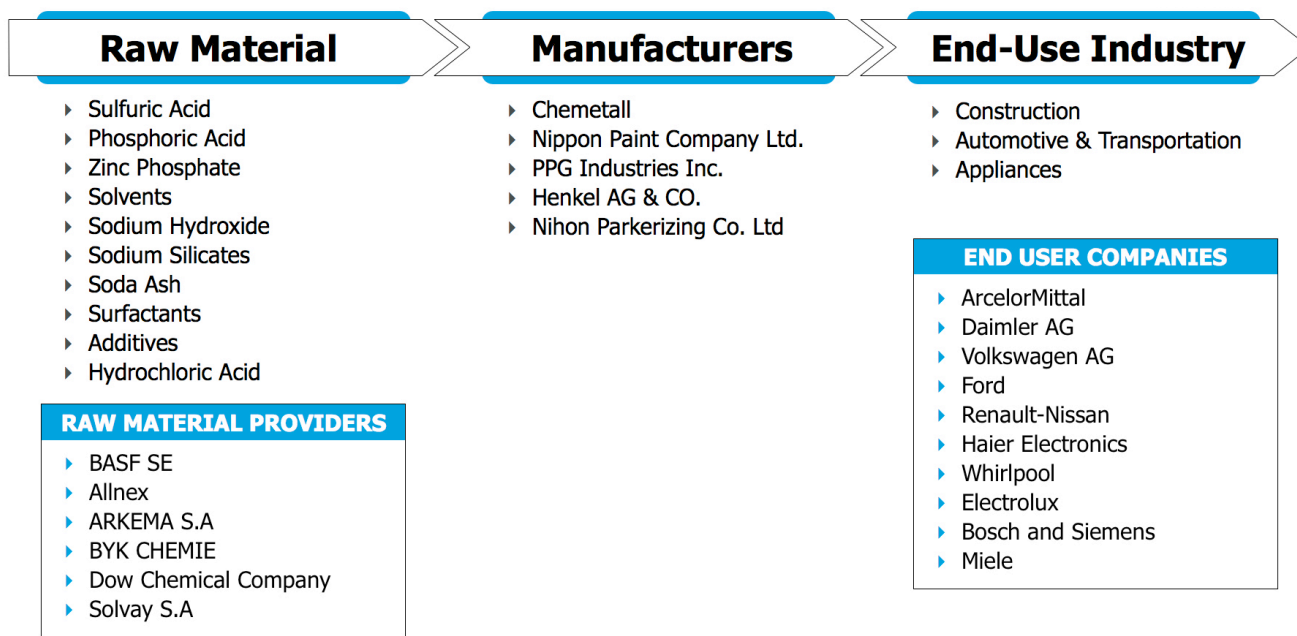 Raw Material
Manufacturers
End-Use Industry
Sulfuric Acid
Phosphoric Acid
Zinc Phosphate
Solvents
Sodium Hydroxide
Sodium Silicates
Soda Ash
Surfactants
Additives
Hydrochloric Acid
RAW MATERIAL PROVIDERS
BASF SE
Allnex
ARKEMA S.A
BYK CHEMIE
Dow Chemical Company
Solvay S.A
Chemetall
Nippon Paint Company Ltd.
PPG Industries Inc.
Henkel AG & CO.
Nihon Parkerizing Co. Ltd
Construction
Automotive & Transportation
Appliances
END USER COMPANIES
ArcelorMittal
Daimler AG
Volkswagen AG
Ford
Renault-Nissan
Haier Electronics
Whirlpool
Electrolux
Bosch and Siemens
Miele